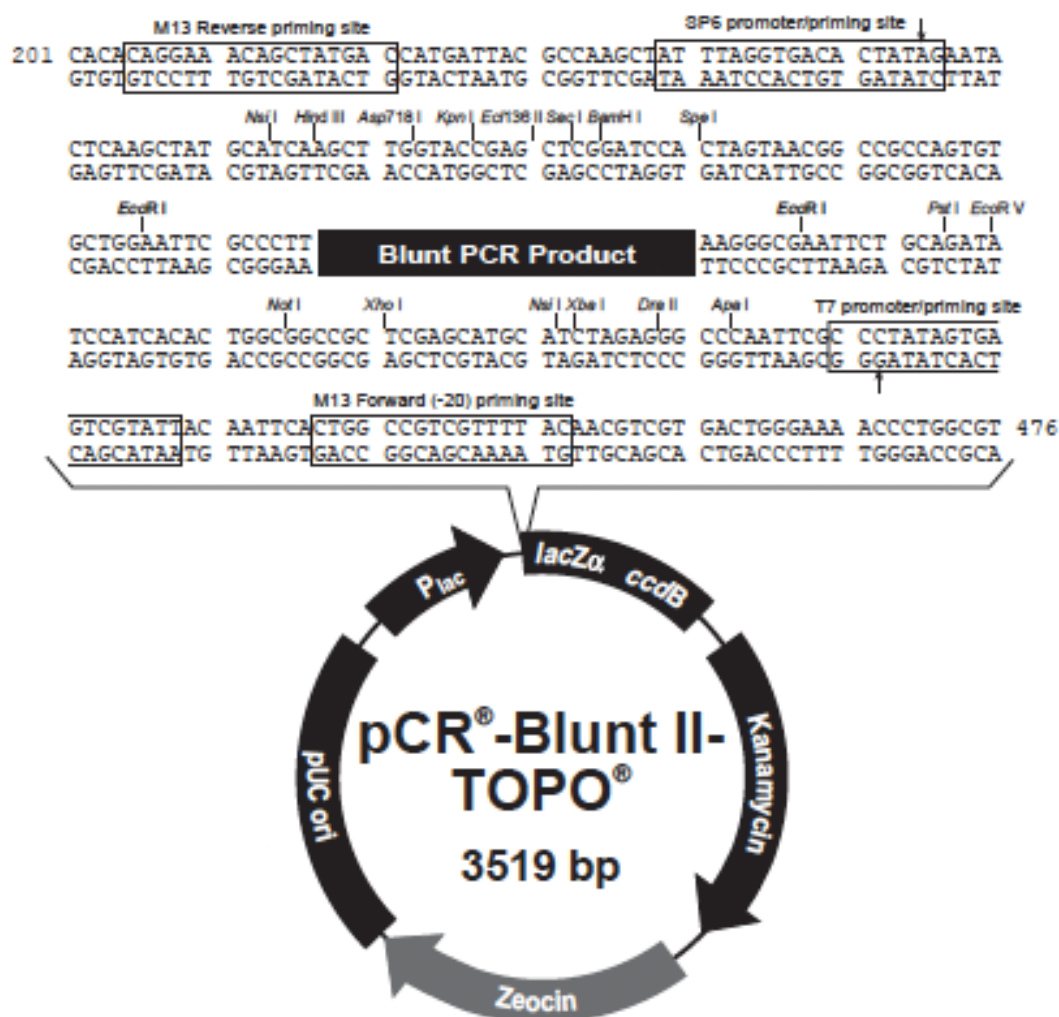 M13 Reverse priming site SP6 promoter/priming site
201 CACACAGGAA ACAGCTATGA CCATGATTAC GCCAAGCTAT TTAGGTGACA CTATAGAATA
GTGTGTCCTT TGTCGATACTG GTACTAATG CGGTTCGATA AATCCACTGT GATATCTTAT
Nsi I Hind III Asp718 I Kpn I Ecl136 II Sac I BamH I Spe I
CTCAAGCTAT GCATCAAGCT TGGTACCGAG CTCGGATCCA CTAGTAACGG CCGCCAGTGT
GAGTTCGATA CGTAGTTCGA ACCATGGCTC GAGCCTAGGT GATCATTGCC GGCGGTCACA
EcoR I EcoR I Pst I EcoR V
GCTGGAATTC GCCCTT Blunt PCR Product AAGGGCGAATTCT GCAGATA
CGACCTTAAG CGGGAA TTCCCGCTTAAGA CGTCTAT
Not I Xho I Nsi I Xba I Dra II Apa I T7 promoter/priming site
TCCATCACAC TGGCGGCCGC TCGAGCATGC ATCTAGAGGG CCCAATTCGC CCTATAGTGA
AGGTAGTGTG ACCGCCGGCG AGCTCGTACG TAGATCTCCC GGGTTAAGCG GGATATCACT
M13 Forward (-20) priming site
GTCGTATTAC AATTCACTGG CCGTCGTTTT ACAACGTCGT GACTGGGAAA ACCCTGGCGT 476
CAGCATAATG TTAAGTGACC GGCAGCAAAA TGTTGCAGCA CTGACCCTTT TGGGACCGCA
Plac
lacZα ccdB
Kanamycin
Zeocin
pUC ori
pCR®-Blunt II-
TOPO®
3519 bp